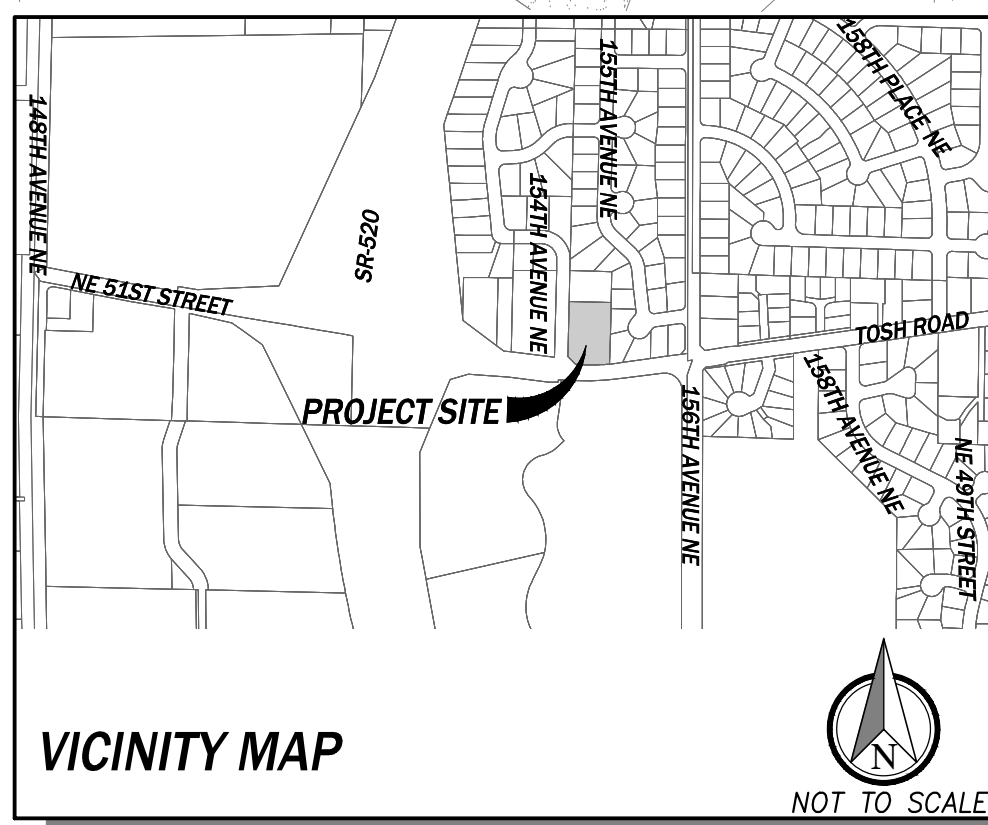 158TH PLACE NE
155TH AVENUE NE
148TH AVENUE NE
154TH AVENUE NE
SR-520
NE 51ST STREET
TOSH ROAD
PROJECT SITE
158TH AVENUE NE
156TH AVENUE NE
NE 49TH STREET
VICINITY MAP
N
NOT TO SCALE